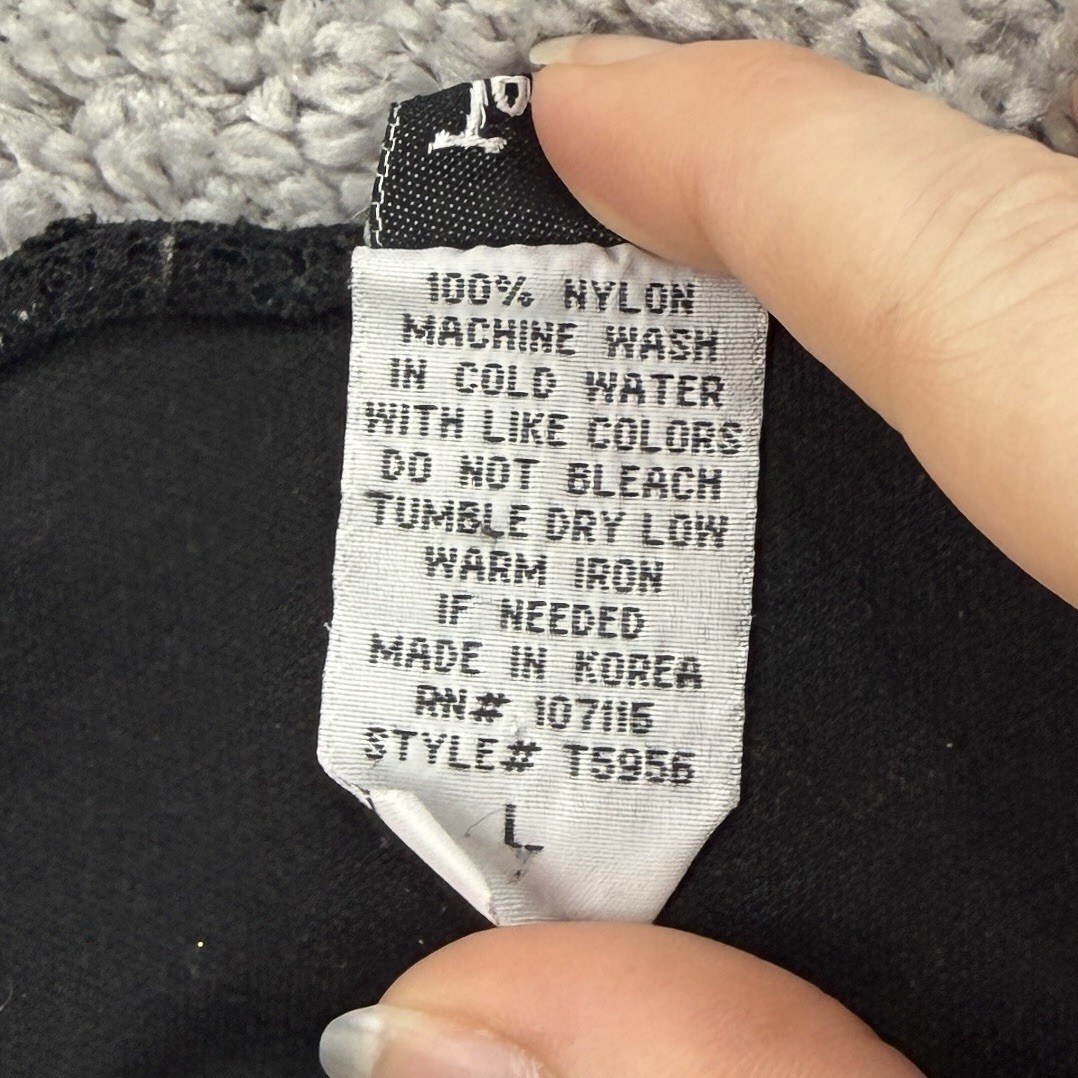 100% NYLON
MACHINE WASH
IN COLD WATER
WITH LIKE COLORS
DO NOT BLEACH
TUMBLE DRY LOW
WARM IRON
IF NEEDED
MADE IN KOREA
RN# 107115
STYLE# T5956
L